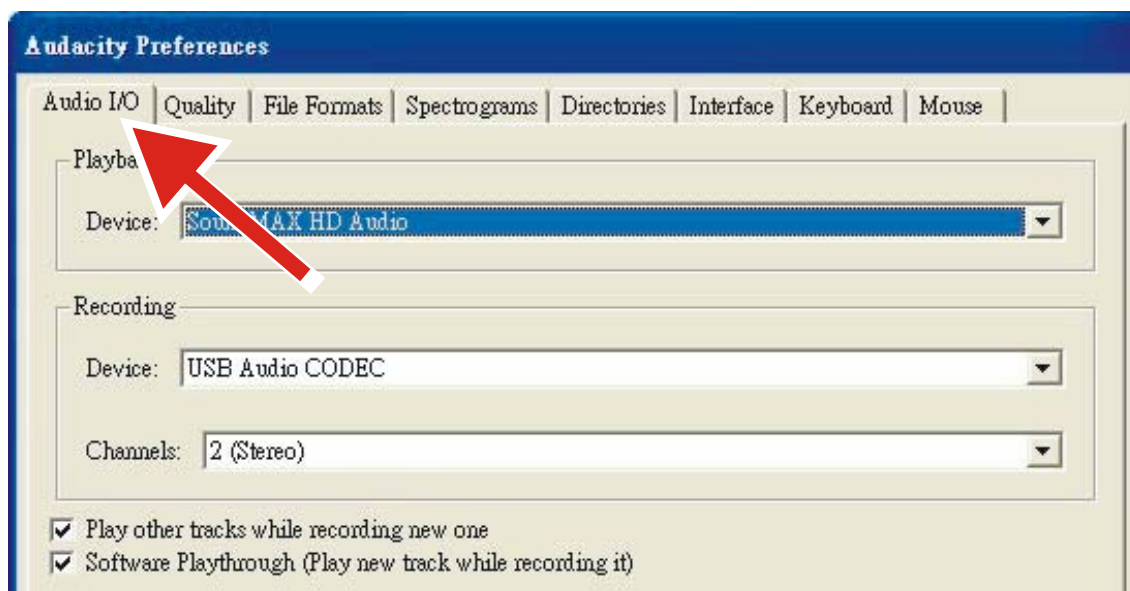 Audacity Preferences
Audio I/O Quality File Formats Spectrograms Directories Interface Keyboard Mouse
Device: MAX HD Audio
Recording
Device: USB Audio CODEC
Channels: 2 (Stereo)
Play other tracks while recording new one
Software Playthrough (Play new track while recording it)